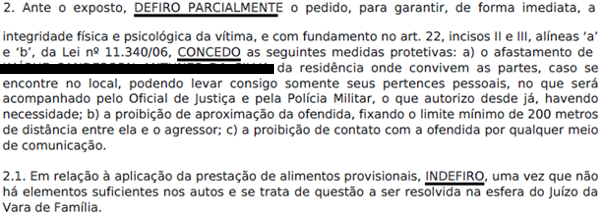 2. Ante o exposto, DEFIRO PARCIALMENTE o pedido, para garantir, de forma imediata, a
integridade física e psicológica da vítima, e com fundamento no art. 22, incisos II e III, alíneas ‘a’
e ‘b’, da Lei nº 11.340/06, CONCEDO as seguintes medidas protetivas: a) o afastamento de
da residência onde convivem as partes, caso se
encontre no local, podendo levar consigo somente seus pertences pessoais, no que será
acompanhado pelo Oficial de Justiça e pela Polícia Militar, o que autorizo desde já, havendo
necessidade; b) a proibição de aproximação da ofendida, fixando o limite mínimo de 200 metros
de distância entre ela e o agressor; c) a proibição de contato com a ofendida por qualquer meio
de comunicação.
2.1. Em relação à aplicação da prestação de alimentos provisionais, INDEFIRO, uma vez que não
há elementos suficientes nos autos e se trata de questão a ser resolvida na esfera do Juízo da
Vara de Família.